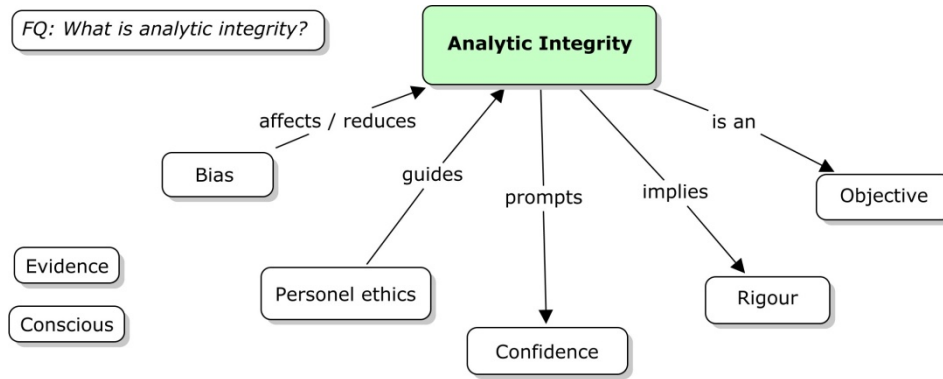 FQ: What is analytic integrity?
Analytic Integrity
affects / reduces
is an
Bias
guides
prompts
implies
Objective
Evidence
Personel ethics
Rigour
Conscious
Confidence